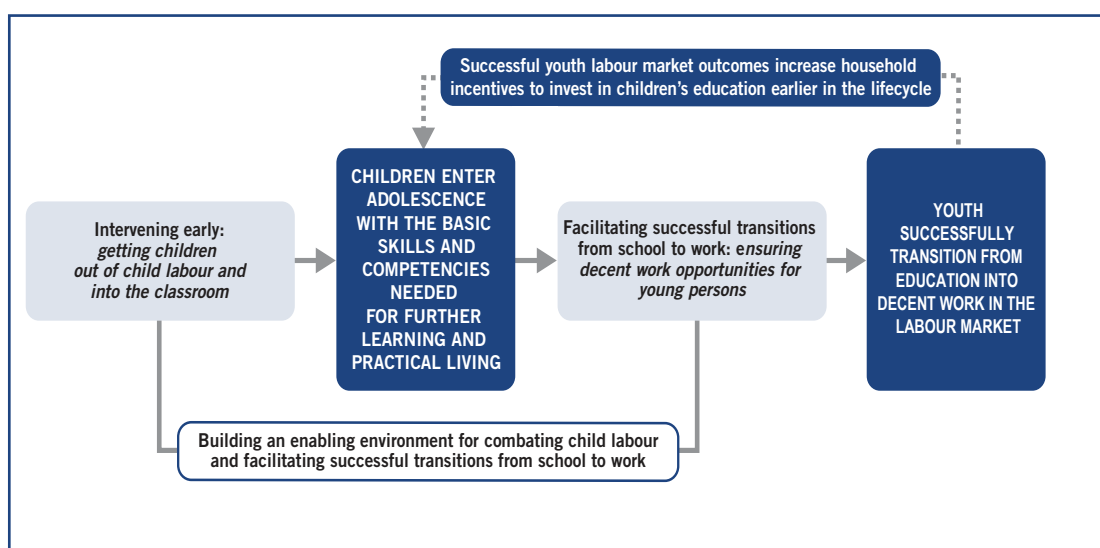 Successful youth labour market outcomes increase household
incentives to invest in children’s education earlier in the lifecycle
Intervening early:
getting children
out of child labour and
into the classroom
CHILDREN ENTER
ADOLESCENCE
WITH THE BASIC
SKILLS AND
COMPETENCIES
NEEDED
FOR FURTHER
LEARNING AND
PRACTICAL LIVING
Facilitating successful transitions
from school to work: ensuring
decent work opportunities for
young persons
YOUTH
SUCCESSFULLY
TRANSITION FROM
EDUCATION INTO
DECENT WORK IN THE
LABOUR MARKET
Building an enabling environment for combating child labour
and facilitating successful transitions from school to work